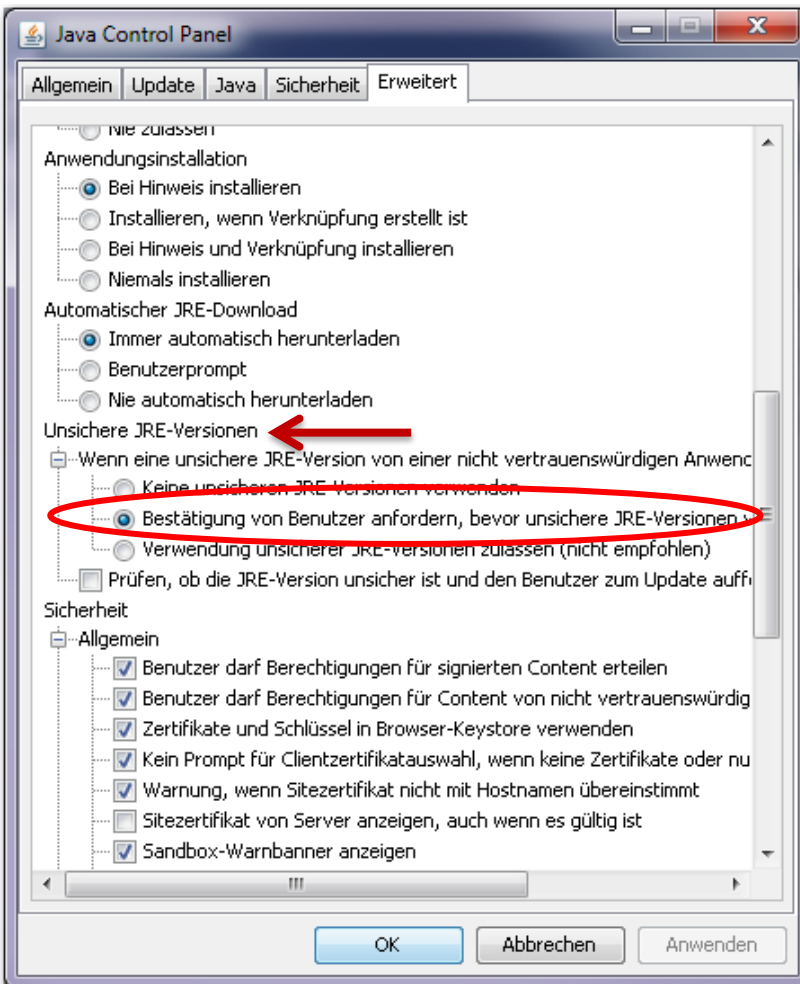 Java Control Panel
Allgemein Update Java Sicherheit Erweitert
Nie zulassen
Anwendungsinstallation
Bei Hinweis installieren
Installieren, wenn Verknüpfung erstellt ist
Bei Hinweis und Verknüpfung installieren
Niemals installieren
Automatischer JRE-Download
Immer automatisch herunterladen
Benutzerprompt
Nie automatisch herunterladen
Unsichere JRE-Versionen
Wenn eine unsichere JRE-Version von einer nicht vertrauenswürdigen Anwenc
Keine unsicheren JRE-Versionen verwenden
Bestätigung von Benutzer anfordern, bevor unsichere JRE-Versionen
Verwendung unsicherer JRE-Versionen zulassen (nicht empfohlen)
Prüfen, ob die JRE-Version unsicher ist und den Benutzer zum Update auff
Sicherheit
Allgemein
Benutzer darf Berechtigungen für signierten Content erteilen
Benutzer darf Berechtigungen für Content von nicht vertrauenswürdig
Zertifikate und Schlüssel in Browser-Keystore verwenden
Kein Prompt für Clientzertifikatauswahl, wenn keine Zertifikate oder nu
Warnung, wenn Sitezertifikat nicht mit Hostnamen übereinstimmt
Sitezertifikat von Server anzeigen, auch wenn es gültig ist
Sandbox-Warnbanner anzeigen
OK Abbrechen Anwenden